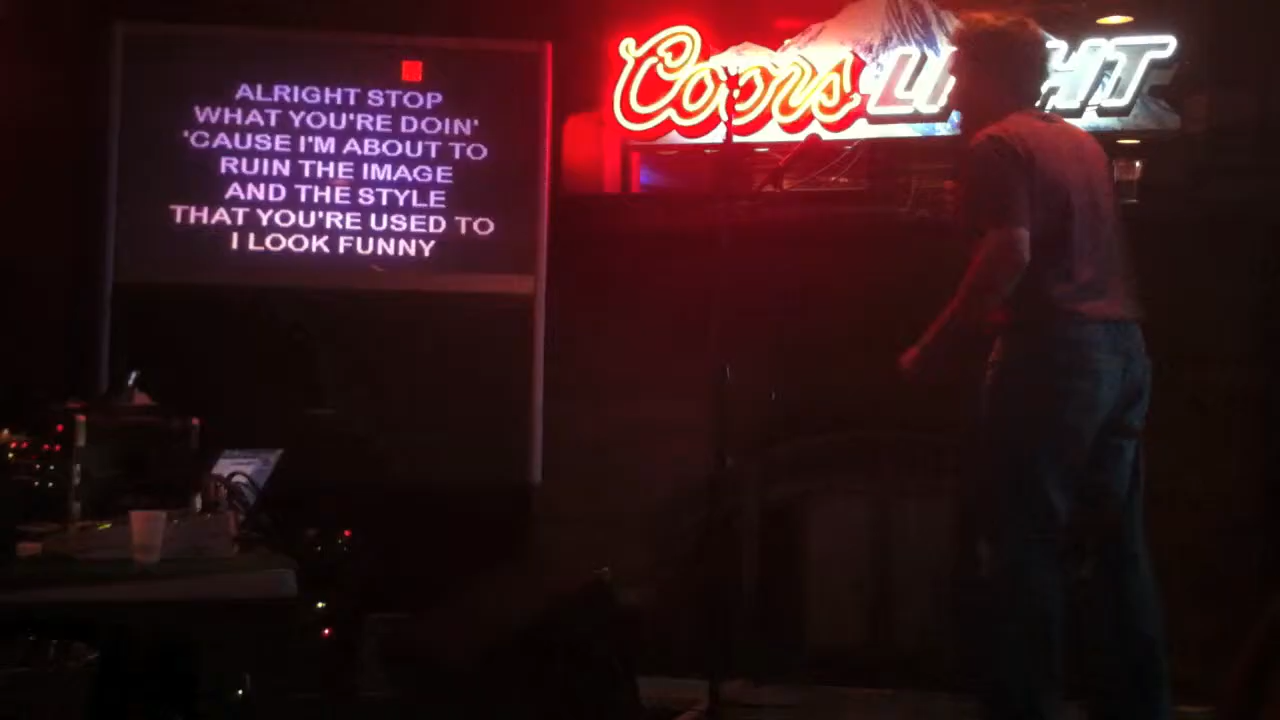 ALRIGHT STOP
WHAT YOU'RE DOIN'
'CAUSE I'M ABOUT TO
RUIN THE IMAGE
AND THE STYLE
THAT YOU'RE USED TO
I LOOK FUNNY
Coors LIGHT